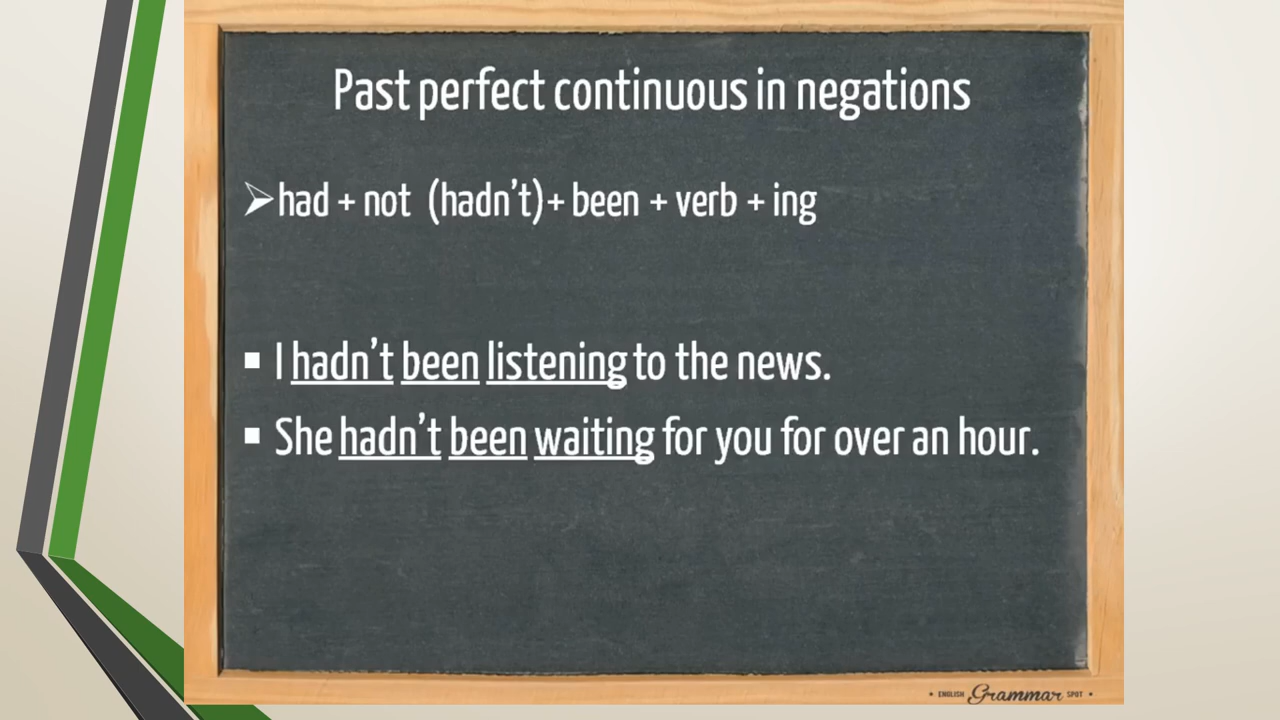 Past perfect continuous in negations
➢had + not (hadn't)+ been + verb + ing
▪ I hadn't been listening to the news.
▪ She hadn't been waiting for you for over an hour.
• ENGLISH Grammar SPOT •